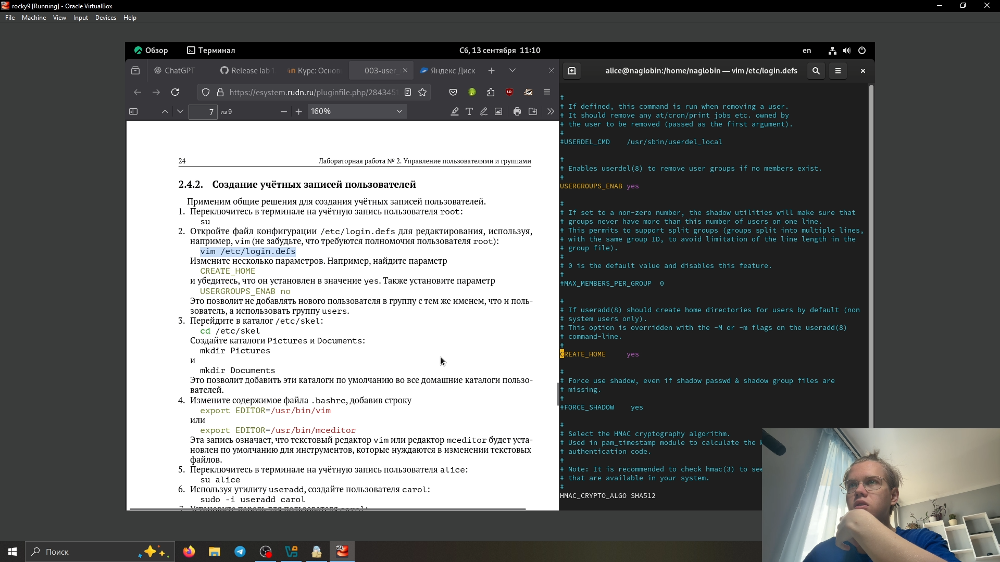 rocky9 [Running] - Oracle VirtualBox
File Machine View Input Devices Help
Обзор Терминал Сб, 13 сентября 11:10 en
ChatGPT Release lab 1 Курс: Основ 003-user_ Яндекс Диск
alice@naglobin:/home/naglobin — vim /etc/login.defs
https://esystem.rudn.ru/pluginfile.php/284345
7 из 9 160%
24 Лабораторная работа № 2. Управление пользователями и группами
2.4.2. Создание учётных записей пользователей
Применим общие решения для создания учётных записей пользователей.
1. Переключитесь в терминале на учётную запись пользователя root:
su
2. Откройте файл конфигурации /etc/login.defs для редактирования, используя,
например, vim (не забудьте, что требуются полномочия пользователя root):
vim /etc/login.defs
Измените несколько параметров. Например, найдите параметр
CREATE_HOME
и убедитесь, что он установлен в значение yes. Также установите параметр
USERGROUPS_ENAB no
Это позволит не добавлять нового пользователя в группу с тем же именем, что и поль-
зователь, а использовать группу users.
3. Перейдите в каталог /etc/skel:
cd /etc/skel
Создайте каталоги Pictures и Documents:
mkdir Pictures
и
mkdir Documents
Это позволит добавить эти каталоги по умолчанию во все домашние каталоги пользо-
вателей.
4. Измените содержимое файла .bashrc, добавив строку
export EDITOR=/usr/bin/vim
или
export EDITOR=/usr/bin/mceditor
Эта запись означает, что текстовый редактор vim или редактор mceditor будет уста-
новлен по умолчанию для инструментов, которые нуждаются в изменении текстовых
файлов.
5. Переключитесь в терминале на учётную запись пользователя alice:
su alice
6. Используя утилиту useradd, создайте пользователя carol:
sudo -i useradd carol
7. Установите пароль для пользователя carol:
#
# If defined, this command is run when removing a user.
# It should remove any at/cron/print jobs etc. owned by
# the user to be removed (passed as the first argument).
#
#USERDEL_CMD /usr/sbin/userdel_local
#
# Enables userdel(8) to remove user groups if no members exist.
#
USERGROUPS_ENAB yes
#
# If set to a non-zero number, the shadow utilities will make sure that
# groups never have more than this number of users on one line.
# This permits to support split groups (groups split into multiple lines,
# with the same group ID, to avoid limitation of the line length in the
# group file).
#
# 0 is the default value and disables this feature.
#
#MAX_MEMBERS_PER_GROUP 0
#
# If useradd(8) should create home directories for users by default (non
# system users only).
# This option is overridden with the -M or -m flags on the useradd(8)
# command-line.
#
CREATE_HOME yes
#
# Force use shadow, even if shadow passwd & shadow group files are
# missing.
#
#FORCE_SHADOW yes
#
# Select the HMAC cryptography algorithm.
# Used in pam_timestamp module to calculate the
# authentication code.
#
# Note: It is recommended to check hmac(3) to see
# that are available in your system.
#
HMAC_CRYPTO_ALGO SHA512
Поиск